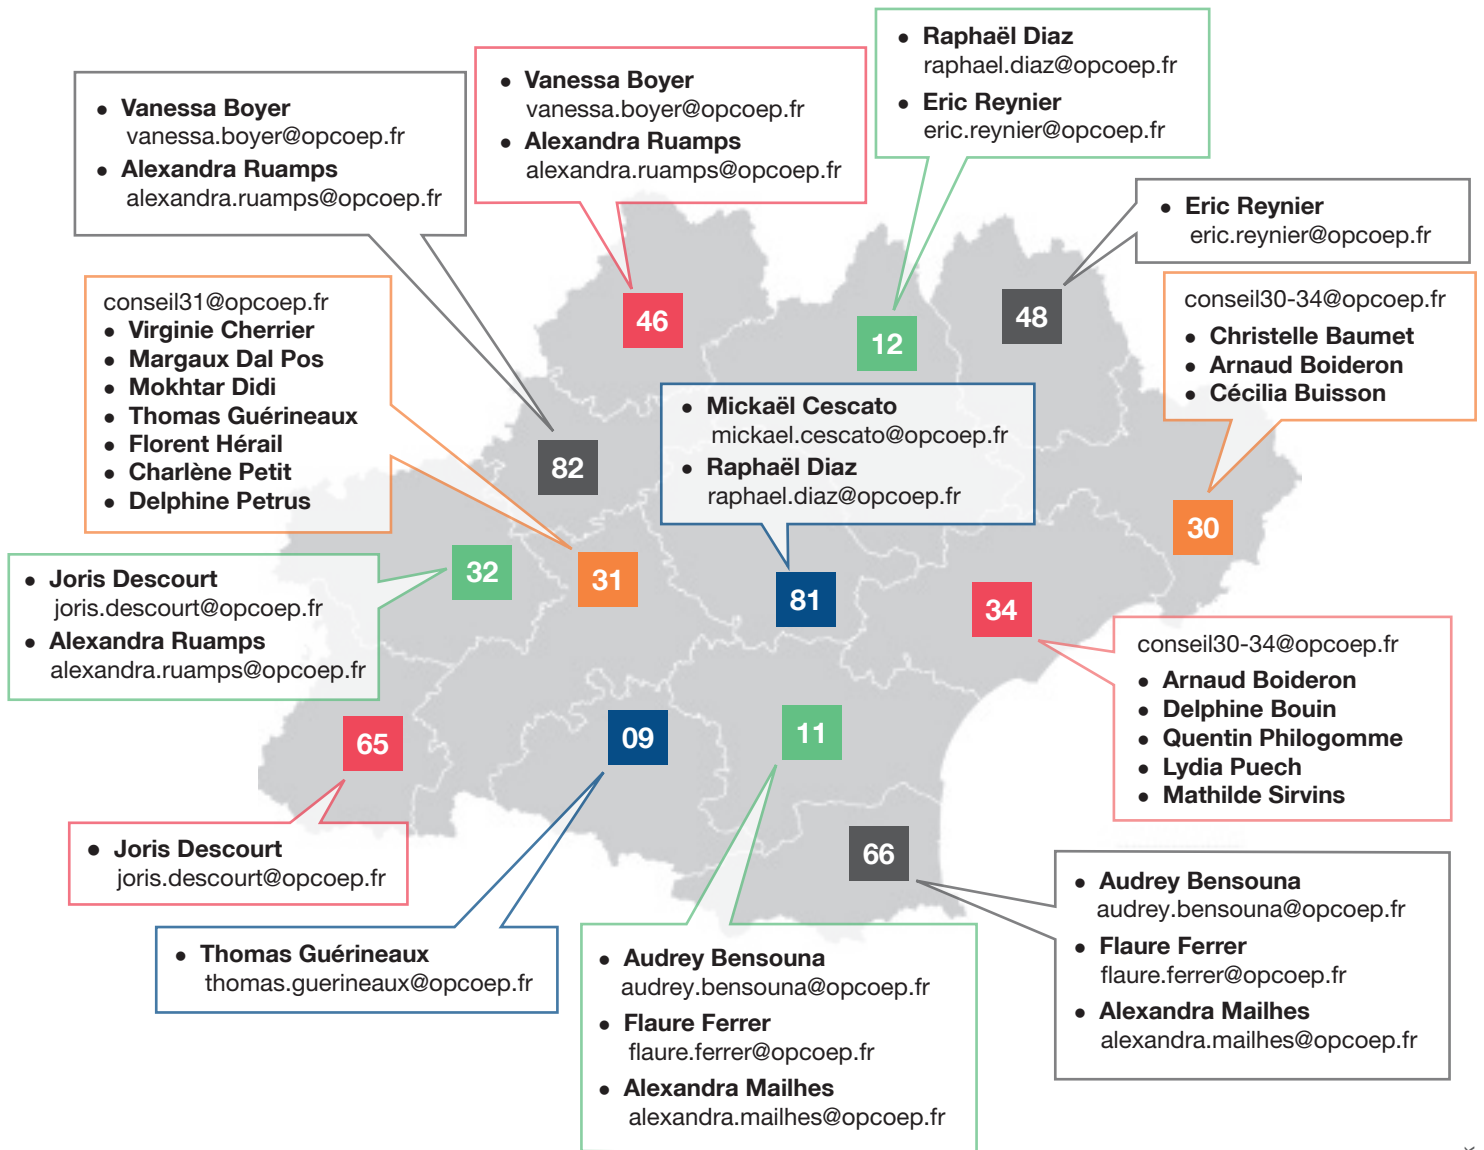 Vanessa Boyer
vanessa.boyer@opcoep.fr
Alexandra Ruamps
alexandra.ruamps@opcoep.fr
Vanessa Boyer
vanessa.boyer@opcoep.fr
Alexandra Ruamps
alexandra.ruamps@opcoep.fr
Raphaël Diaz
raphael.diaz@opcoep.fr
Eric Reynier
eric.reynier@opcoep.fr
Eric Reynier
eric.reynier@opcoep.fr
conseil31@opcoep.fr
Virginie Cherrier
Margaux Dal Pos
Mokhtar Didi
Thomas Guérineaux
Florent Hérail
Charlène Petit
Delphine Petrus
46
12
48
conseil30-34@opcoep.fr
Christelle Baumet
Arnaud Boideron
Cécilia Buisson
Mickaël Cescato
mickael.cescato@opcoep.fr
Raphaël Diaz
raphael.diaz@opcoep.fr
82
30
Joris Descourt
joris.descourt@opcoep.fr
Alexandra Ruamps
alexandra.ruamps@opcoep.fr
32
31
81
34
conseil30-34@opcoep.fr
Arnaud Boideron
Delphine Bouin
Quentin Philogomme
Lydia Puech
Mathilde Sirvins
65
09
11
66
Joris Descourt
joris.descourt@opcoep.fr
Thomas Guérineaux
thomas.guerineaux@opcoep.fr
Audrey Bensouna
audrey.bensouna@opcoep.fr
Flaure Ferrer
flaure.ferrer@opcoep.fr
Alexandra Mailhes
alexandra.mailhes@opcoep.fr
Audrey Bensouna
audrey.bensouna@opcoep.fr
Flaure Ferrer
flaure.ferrer@opcoep.fr
Alexandra Mailhes
alexandra.mailhes@opcoep.fr